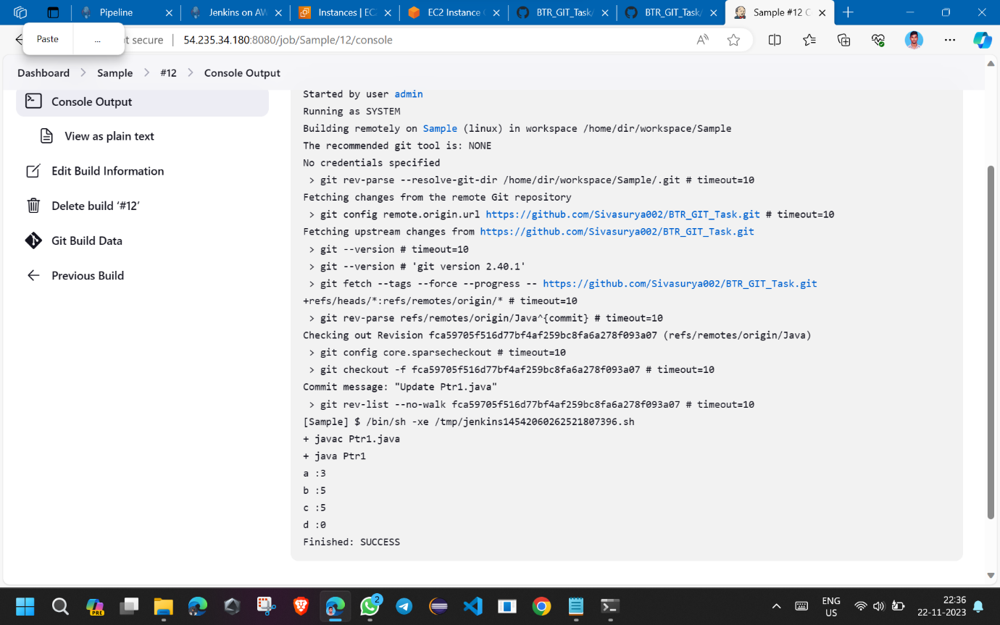 Pipeline
Jenkins on AW
Instances | EC
EC2 Instance
BTR_GIT_Task/
BTR_GIT_Task/
Sample #12 C
Paste
...
t secure
54.235.34.180:8080/job/Sample/12/console
Dashboard
Sample
#12
Console Output
Console Output
View as plain text
Edit Build Information
Delete build ‘#12’
Git Build Data
Previous Build
Started by user admin
Running as SYSTEM
Building remotely on Sample (linux) in workspace /home/dir/workspace/Sample
The recommended git tool is: NONE
No credentials specified
> git rev-parse --resolve-git-dir /home/dir/workspace/Sample/.git # timeout=10
Fetching changes from the remote Git repository
> git config remote.origin.url https://github.com/Sivasurya002/BTR_GIT_Task.git # timeout=10
Fetching upstream changes from https://github.com/Sivasurya002/BTR_GIT_Task.git
> git --version # timeout=10
> git --version # 'git version 2.40.1'
> git fetch --tags --force --progress -- https://github.com/Sivasurya002/BTR_GIT_Task.git
+refs/heads/*:refs/remotes/origin/* # timeout=10
> git rev-parse refs/remotes/origin/Java^{commit} # timeout=10
Checking out Revision fca59705f516d77bf4af259bc8fa6a278f093a07 (refs/remotes/origin/Java)
> git config core.sparsecheckout # timeout=10
> git checkout -f fca59705f516d77bf4af259bc8fa6a278f093a07 # timeout=10
Commit message: "Update Ptr1.java"
> git rev-list --no-walk fca59705f516d77bf4af259bc8fa6a278f093a07 # timeout=10
[Sample] $ /bin/sh -xe /tmp/jenkins14542060262521807396.sh
+ javac Ptr1.java
+ java Ptr1
a :3
b :5
c :5
d :0
Finished: SUCCESS
PRE
2
ENG
US
22:36
22-11-2023